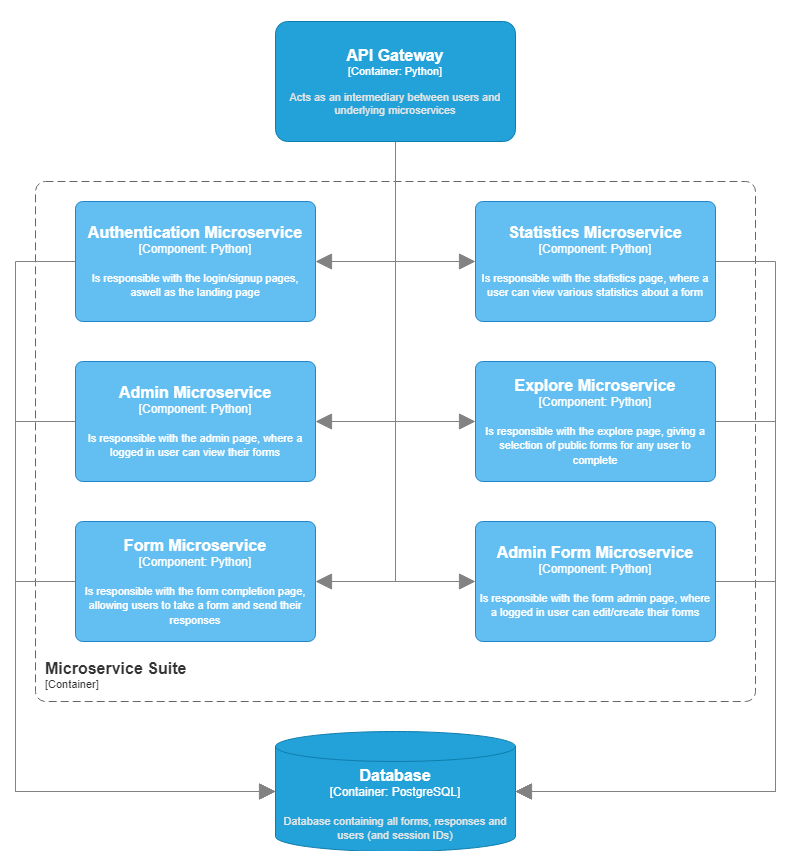 API Gateway
[Container: Python]
Acts as an intermediary between users and
underlying microservices
Authentication Microservice
[Component: Python]
Is responsible with the login/signup pages,
aswell as the landing page
Statistics Microservice
[Component: Python]
Is responsible with the statistics page, where a
user can view various statistics about a form
Admin Microservice
[Component: Python]
Is responsible with the admin page, where a
logged in user can view their forms
Explore Microservice
[Component: Python]
Is responsible with the explore page, giving a
selection of public forms for any user to
complete
Form Microservice
[Component: Python]
Is responsible with the form completion page,
allowing users to take a form and send their
responses
Admin Form Microservice
[Component: Python]
Is responsible with the form admin page, where
a logged in user can edit/create their forms
Microservice Suite
[Container]
Database
[Container: PostgreSQL]
Database containing all forms, responses and
users (and session IDs)